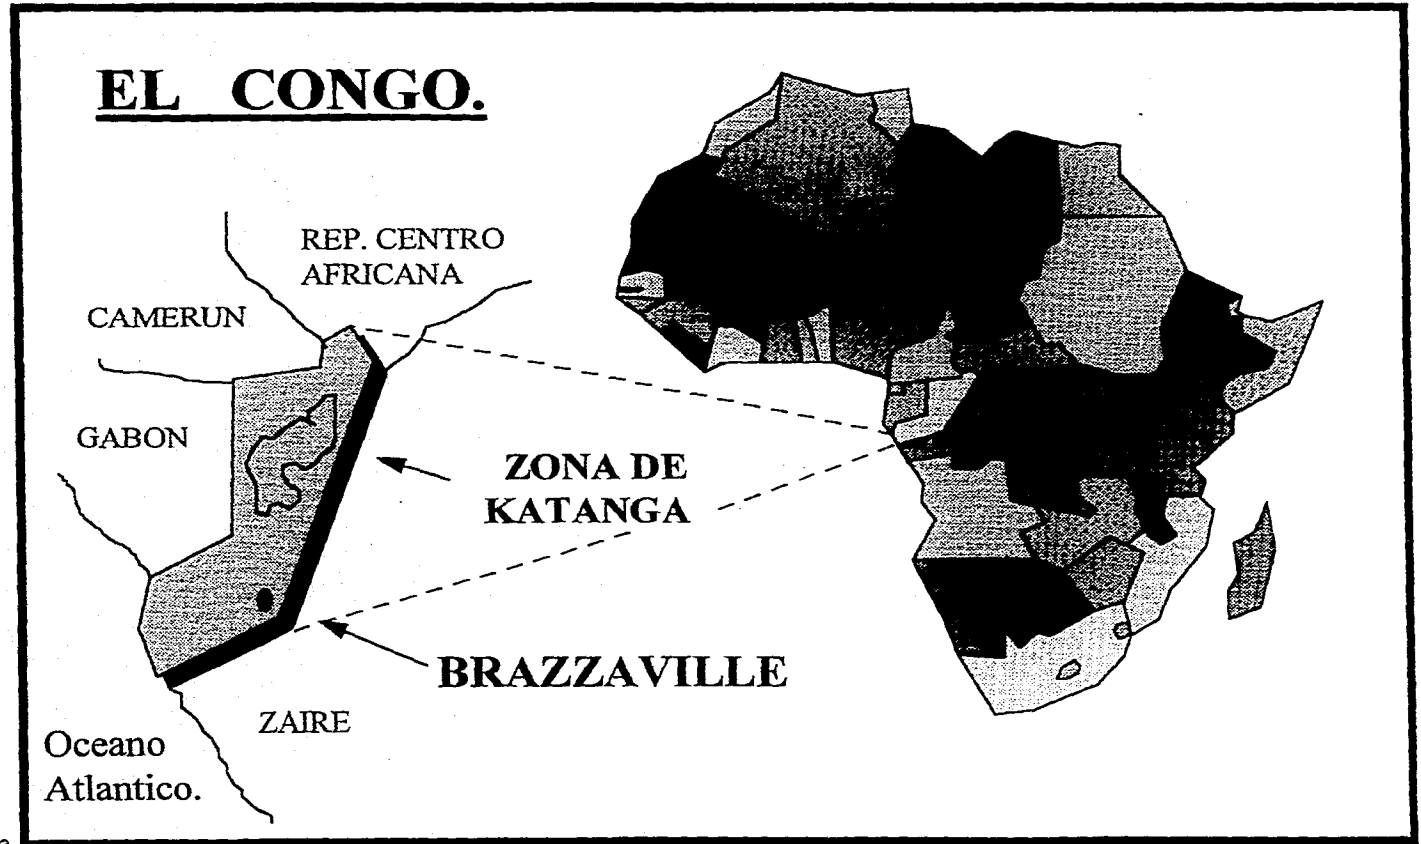 EL CONGO.
REP. CENTRO
AFRICANA
CAMERUN
GABON
ZONA DE
KATANGA
BRAZZAVILLE
ZAIRE
Oceano
Atlantico.